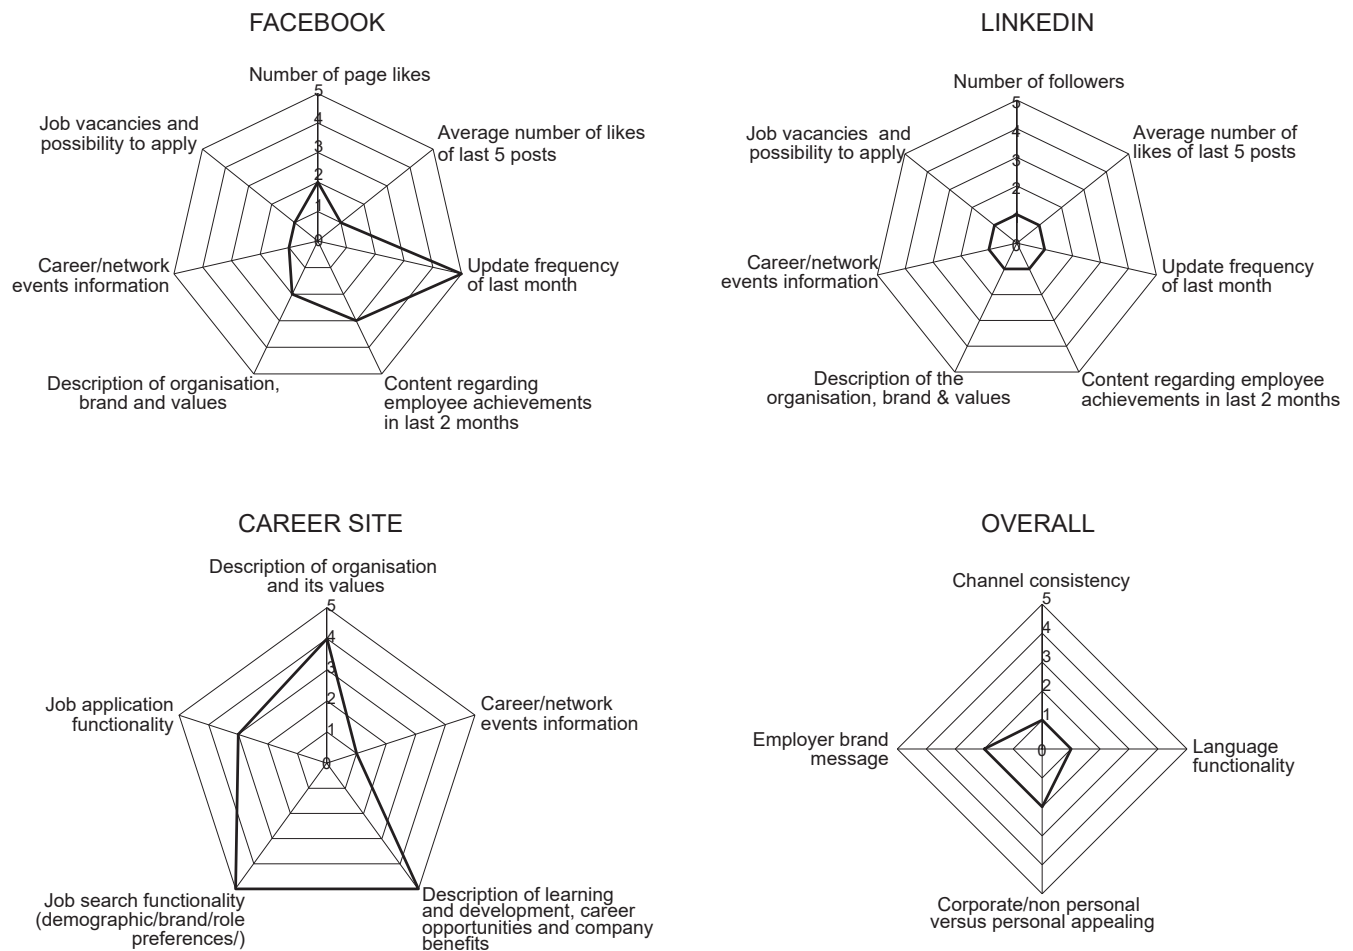 FACEBOOK
Number of page likes
5
4
3
2
1
0
Average number of likes
of last 5 posts
Update frequency
of last month
Content regarding
employee achievements
in last 2 months
Description of organisation,
brand and values
Career/network
events information
Job vacancies and
possibility to apply
LINKEDIN
Number of followers
5
4
3
2
0
Average number of
likes of last 5 posts
Update frequency
of last month
Content regarding employee
achievements in last 2 months
Description of the
organisation, brand & values
Career/network
events information
Job vacancies and
possibility to apply
CAREER SITE
Description of organisation
and its values
5
4
3
2
1
0
Career/network
events information
Description of learning
and development, career
opportunities and company
benefits
Job search functionality
(demographic/brand/role
preferences/)
Job application
functionality
OVERALL
Channel consistency
5
4
3
2
1
0
Language
functionality
Corporate/non personal
versus personal appealing
Employer brand
message